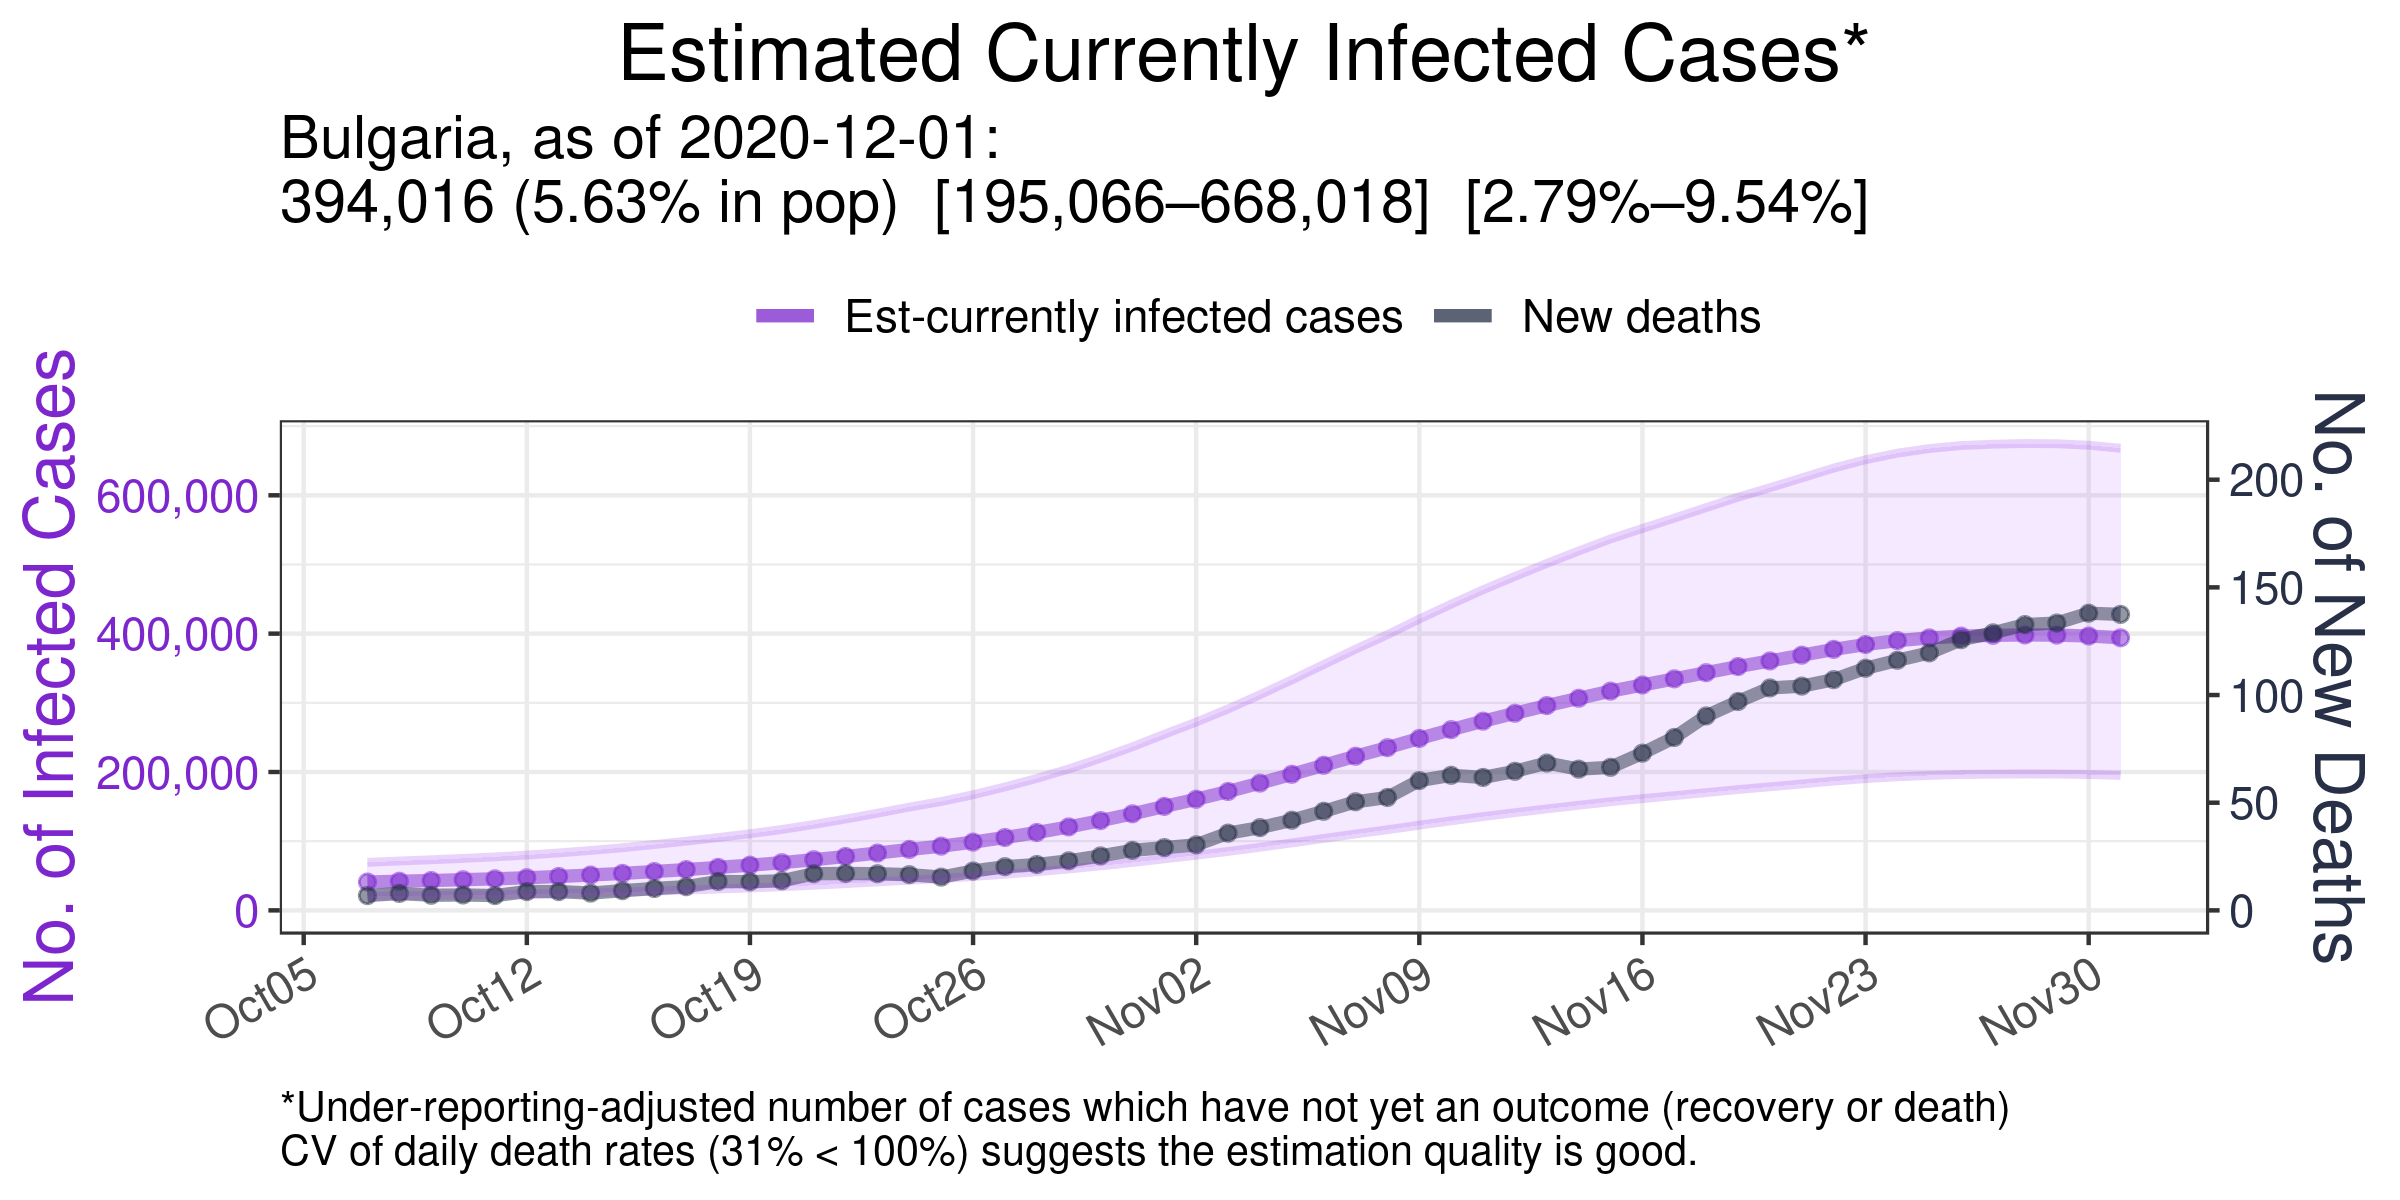 Estimated Currently Infected Cases*
Bulgaria, as of 2020-12-01:
394,016 (5.63% in pop)  [195,066–668,018]  [2.79%–9.54%]
Est-currently infected cases
New deaths
No. of Infected Cases
600,000
400,000
200,000
0
200
150
100
50
0
No. of New Deaths
Oct05
Oct12
Oct19
Oct26
Nov02
Nov09
Nov16
Nov23
Nov30
*Under-reporting-adjusted number of cases which have not yet an outcome (recovery or death)
CV of daily death rates (31% < 100%) suggests the estimation quality is good.